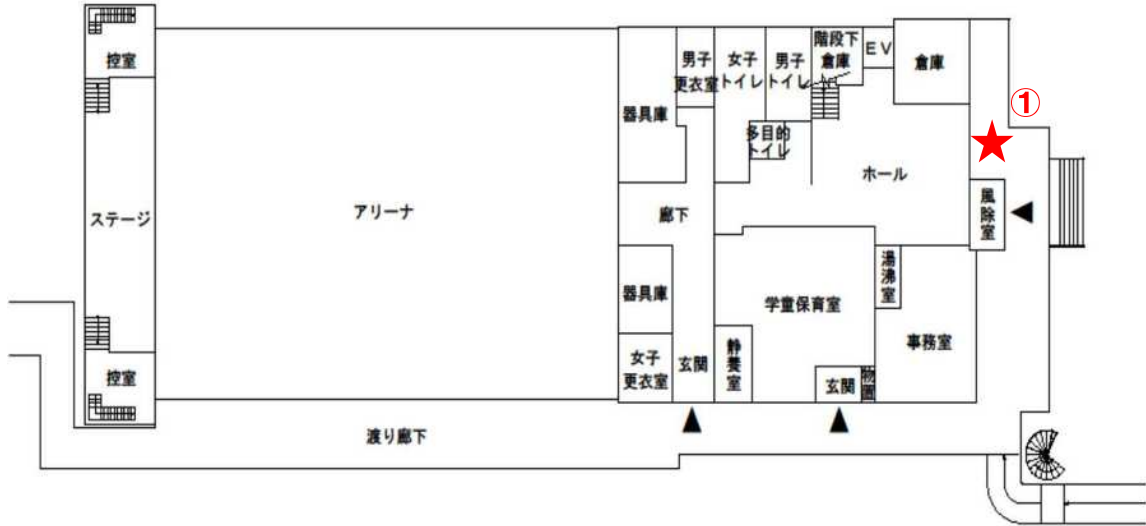 控室
ステージ
控室
アリーナ
器具庫
男子
更衣室
女子
トイレ
男子
トイレ
階段下
倉庫
EV
倉庫
①
多目的
トイレ
ホール
廊下
風除室
器具庫
湯沸室
学童保育室
事務室
女子
更衣室
玄関
静養室
玄関
物置
渡り廊下